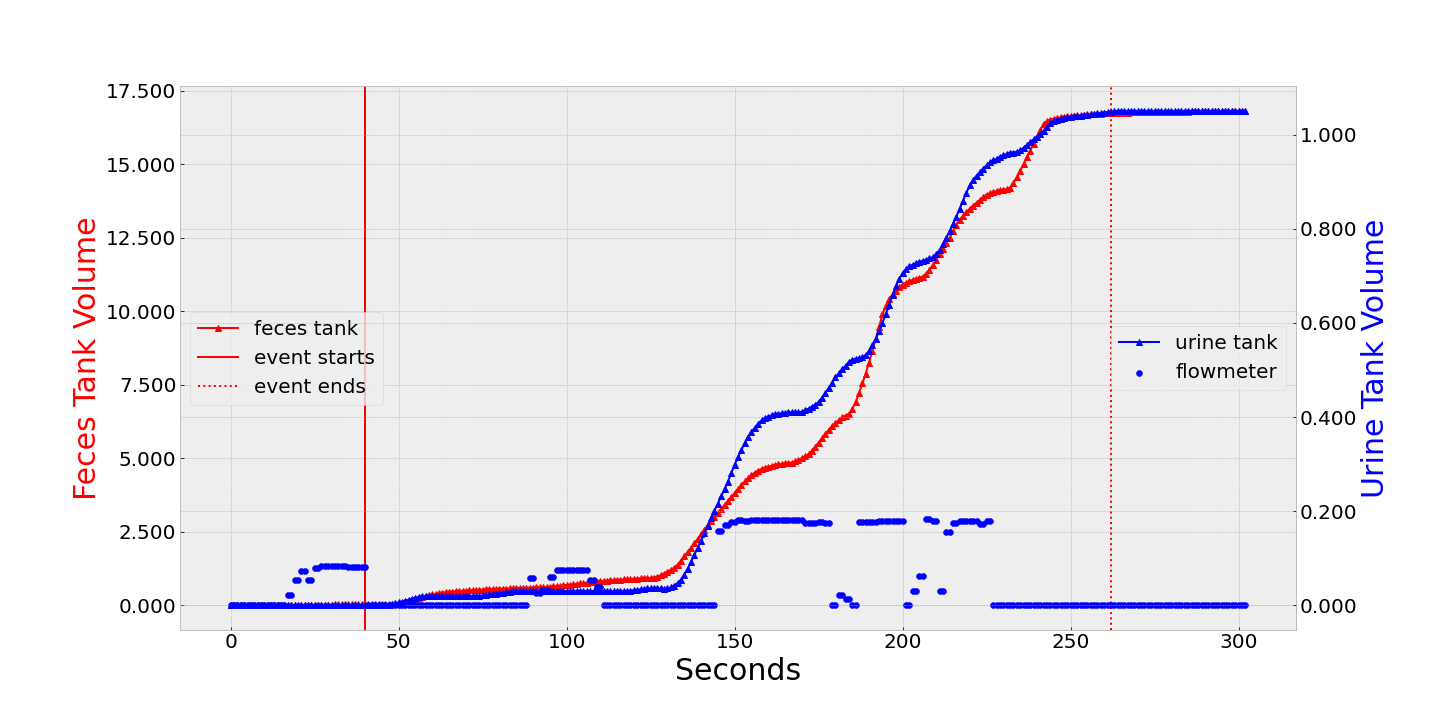 17.500
15.000
12.500
10.000
7.500
5.000
2.500
0.000
Feces Tank Volume
feces tank
event starts
event ends
1.000
0.800
0.600
0.400
0.200
0.000
Urine Tank Volume
urine tank
flowmeter
0 50 100 150 200 250 300
Seconds